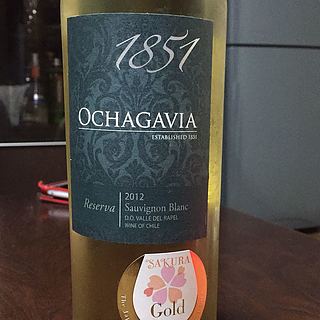 1851
OCHAGAVIA
ESTABLISHED 1851
Reserva
2012
Sauvignon Blanc
D.O. VALLE DEL RAPEL
WINE OF CHILE
"SAKURA"
Gold